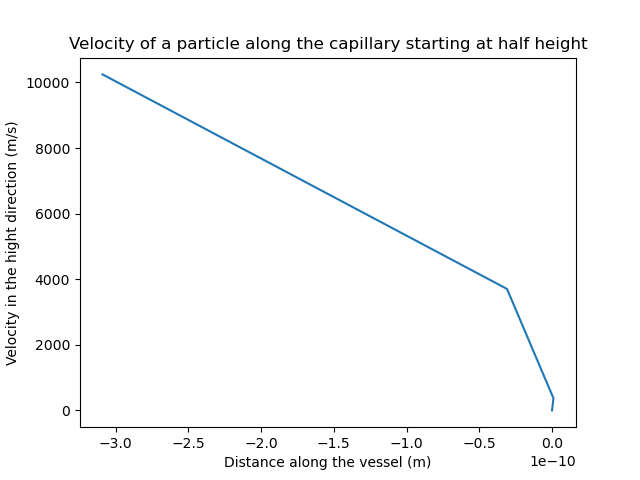 Velocity of a particle along the capillary starting at half height
Velocity in the hight direction (m/s)
10000
8000
6000
4000
2000
0
−3.0 −2.5 −2.0 −1.5 −1.0 −0.5 0.0
1e−10
Distance along the vessel (m)